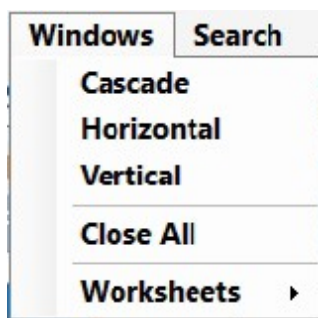 Windows Search
Cascade
Horizontal
Vertical
Close All
Worksheets